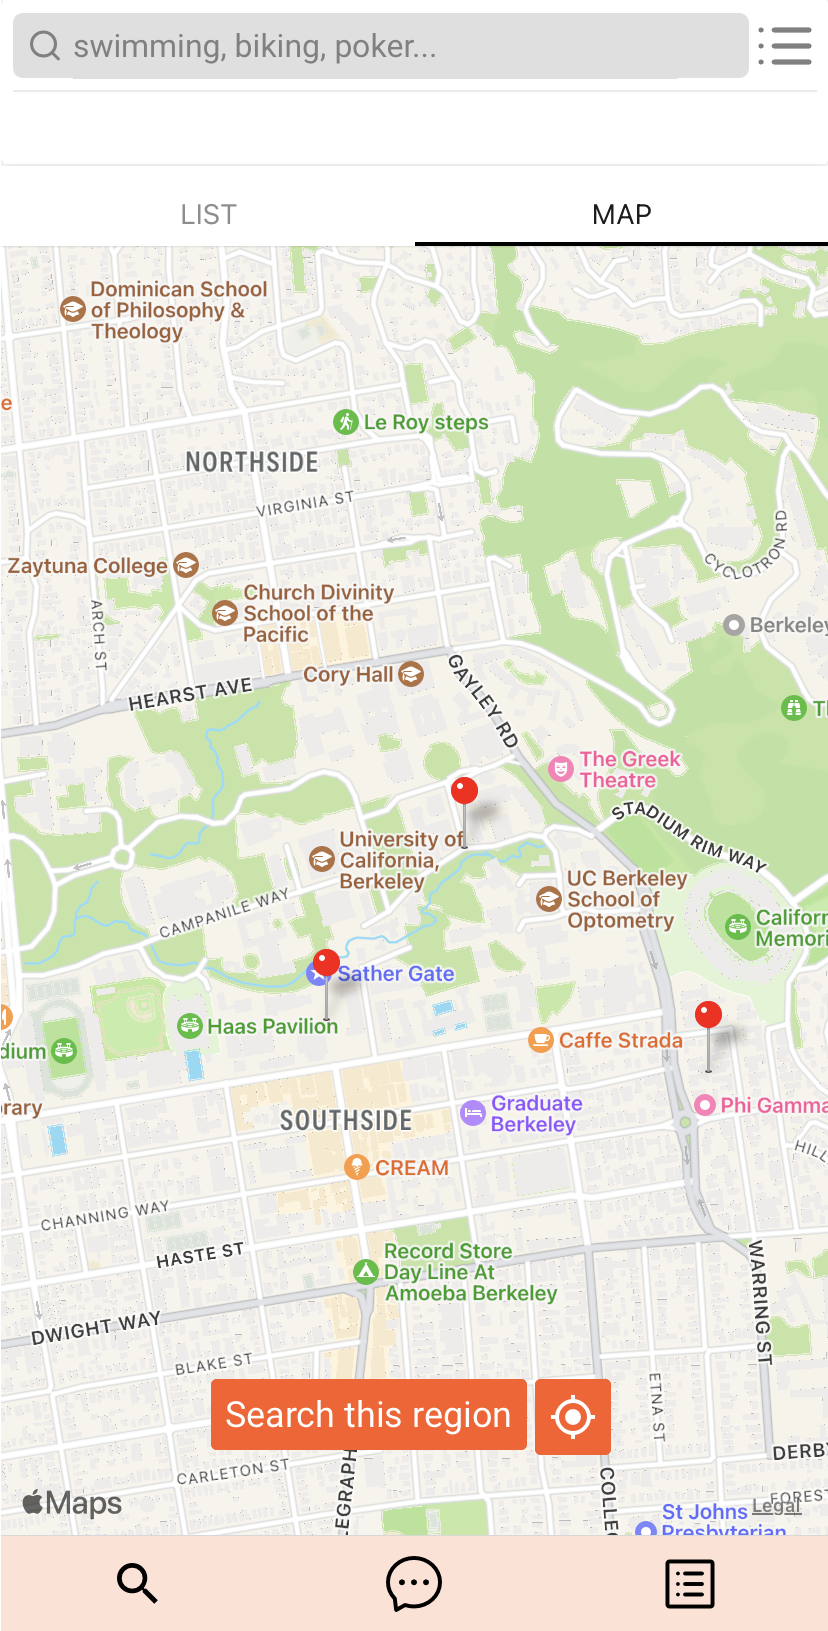 swimming, biking, poker...
LIST
MAP
Dominican School
of Philosophy &
Theology
e
Le Roy steps
NORTHSIDE
VIRGINIA ST
CYCLOTRON RD
Zaytuna College
Church Divinity
School of the
Pacific
ARCH ST
Berkeley
Cory Hall
GAYLEY RD
HEARST AVE
Th
The Greek
Theatre
STADIUM RIM WAY
University of
California,
Berkeley
UC Berkeley
School of
Optometry
CAMPANILE WAY
Californ
Memori
Sather Gate
Haas Pavilion
Caffe Strada
dium
Graduate
Berkeley
Phi Gamma
rary
SOUTHSIDE
HILL
CREAM
CHANNING WAY
HASTE ST
Record Store
Day Line At
Amoeba Berkeley
WARRING ST
DWIGHT WAY
BLAKE ST
ETNA ST
Search this region
DERBY
CARLETON ST
LEGRAPH
COLLEG
Maps
FOREST
Legal
St Johns
Presbyterian